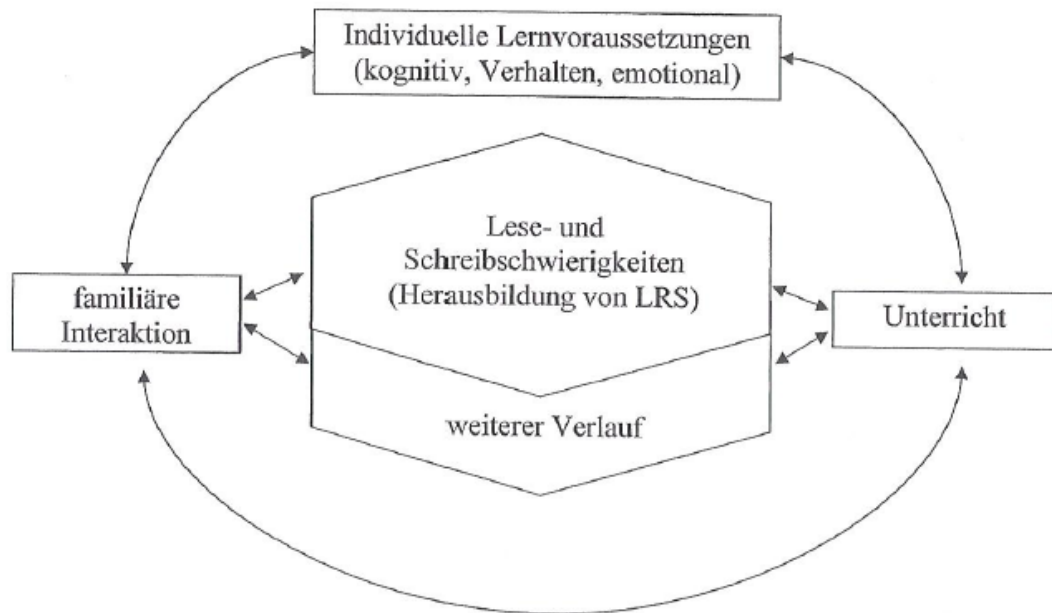 Individuelle Lernvoraussetzungen
(kognitiv, Verhalten, emotional)
Lese- und
Schreibschwierigkeiten
(Herausbildung von LRS)
familiäre
Interaktion
Unterricht
weiterer Verlauf